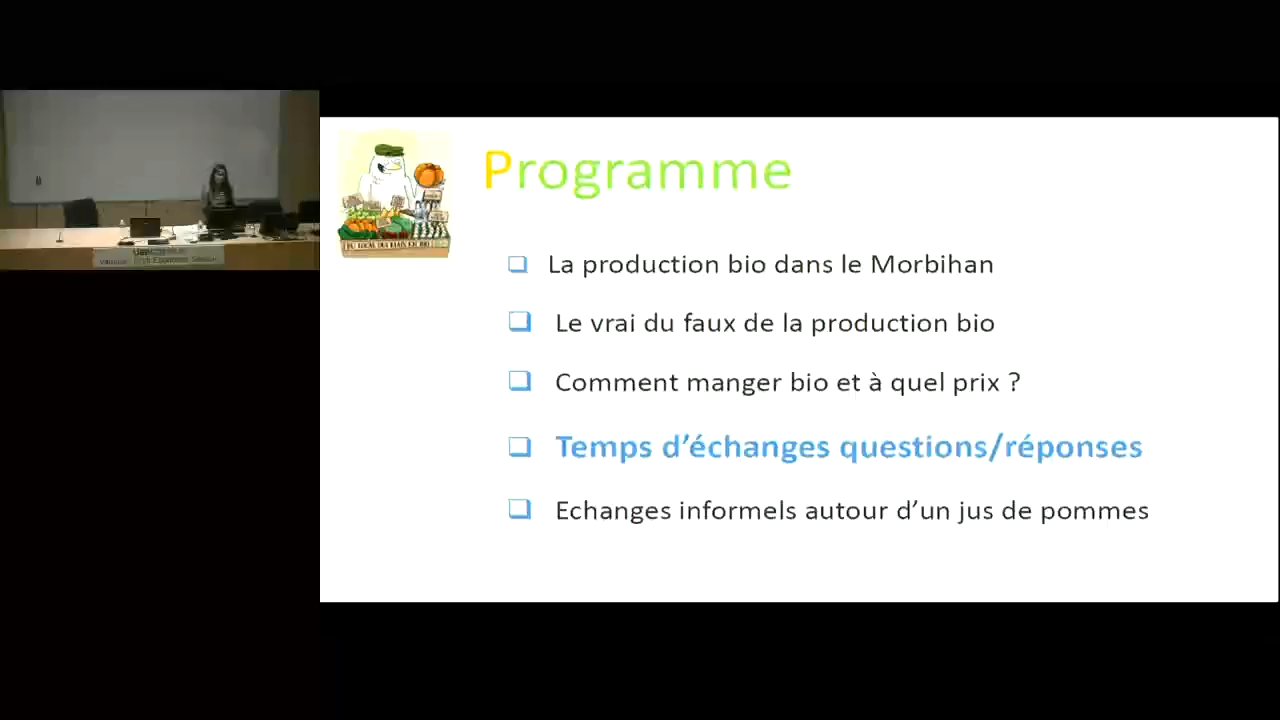 Programme
La production bio dans le Morbihan
Le vrai du faux de la production bio
Comment manger bio et à quel prix ?
Temps d’échanges questions/réponses
Echanges informels autour d’un jus de pommes